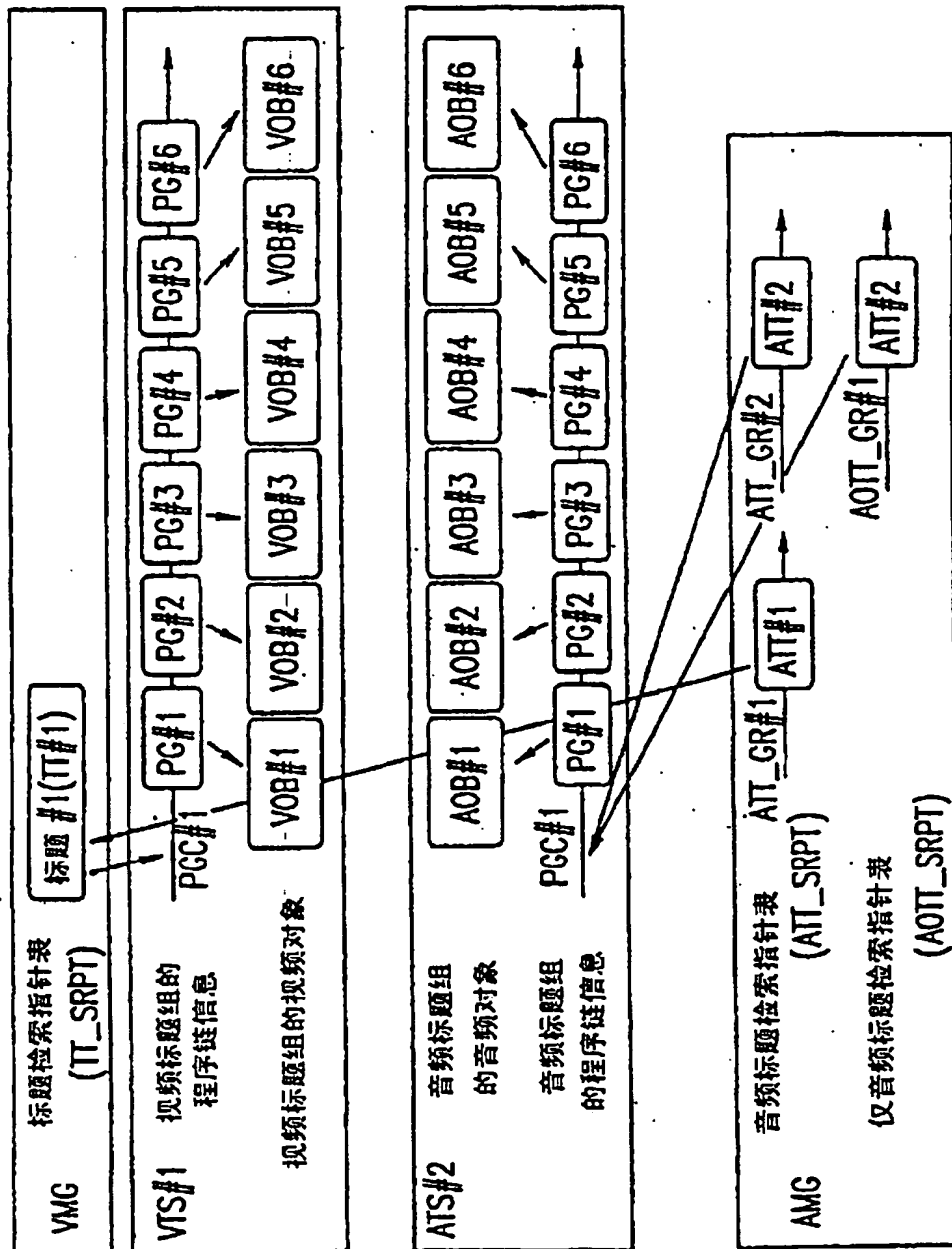 VMG
标题检索指针表
(TT_SRPT)
标题 #1(TT#1)
VTS#1
视频标题组的
程序链信息
PGC#1
PG#1
PG#2
PG#3
PG#4
PG#5
PG#6
视频标题组的视频对象
VOB#1
VOB#2
VOB#3
VOB#4
VOB#5
VOB#6
ATS#2
音频标题组
的音频对象
AOB#1
AOB#2
AOB#3
AOB#4
AOB#5
AOB#6
音频标题组
的程序链信息
PGC#1
PG#1
PG#2
PG#3
PG#4
PG#5
PG#6
AMG
音频标题检索指针表
(ATT_SRPT)
ATT_GR#1
ATT#1
ATT_GR#2
ATT#2
仅音频标题检索指针表
(AOTT_SRPT)
AOTT_GR#1
ATT#2